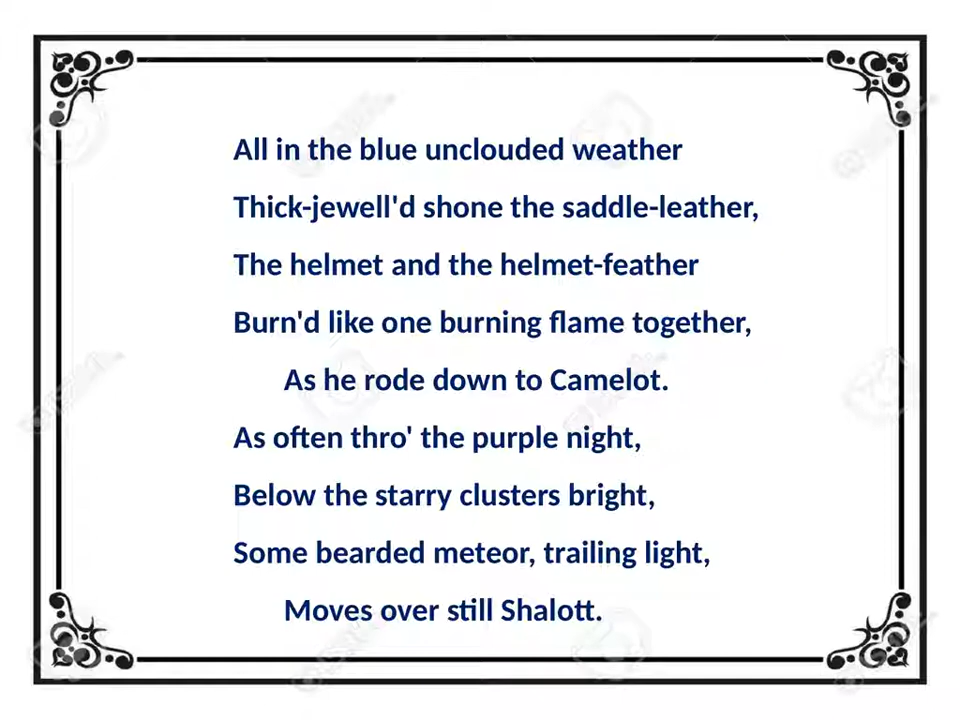 All in the blue unclouded weather
Thick-jewell'd shone the saddle-leather,
The helmet and the helmet-feather
Burn'd like one burning flame together,
As he rode down to Camelot.
As often thro' the purple night,
Below the starry clusters bright,
Some bearded meteor, trailing light,
Moves over still Shalott.